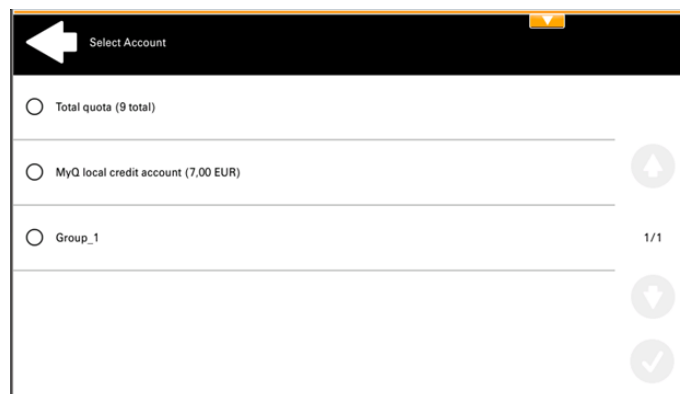 Select Account
Total quota (9 total)
MyQ local credit account (7,00 EUR)
Group_1
1/1